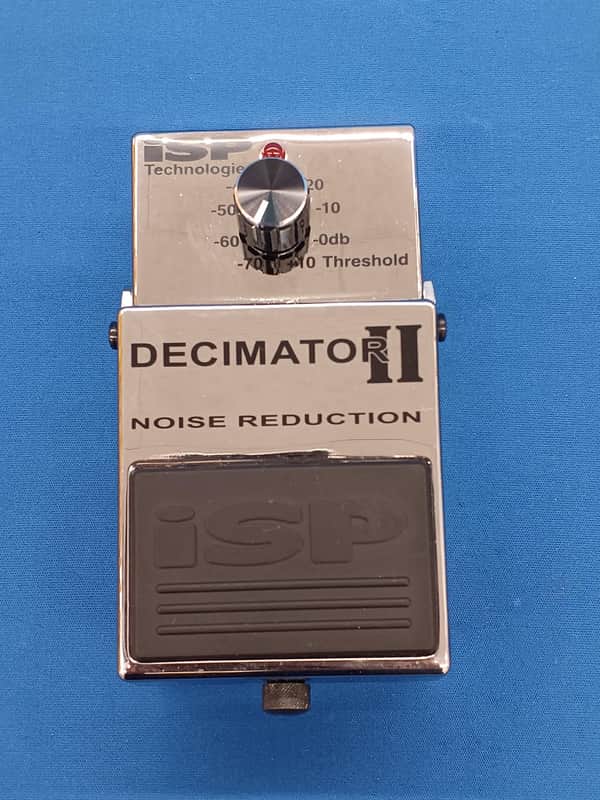 iSP
Technologie
20
-50 -10
-60 -0db
-70 +10 Threshold
DECIMATOR II
NOISE REDUCTION
iSP